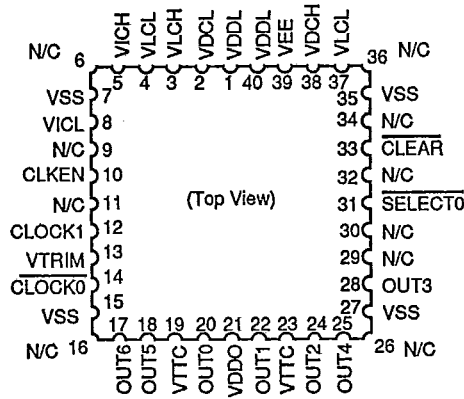 VICH VLCL VLCH VDCL VDDL VDDL VEE VDCH VLCL
N/C 6 5 4 3 2 1 40 39 38 37 36 N/C
VSS 7 35 VSS
VICL 8 34 N/C
N/C 9 33 CLEAR
CLKEN 10 32 N/C
N/C 11 (Top View) 31 SELECT0
CLOCK1 12 30 N/C
VTRIM 13 29 N/C
CLOCK0 14 28 OUT3
VSS 15 27 VSS
N/C 16 17 18 19 20 21 22 23 24 25 26 N/C
OUT6 OUT5 VTTC OUT0 VDDO OUT1 VTTC OUT2 OUT4